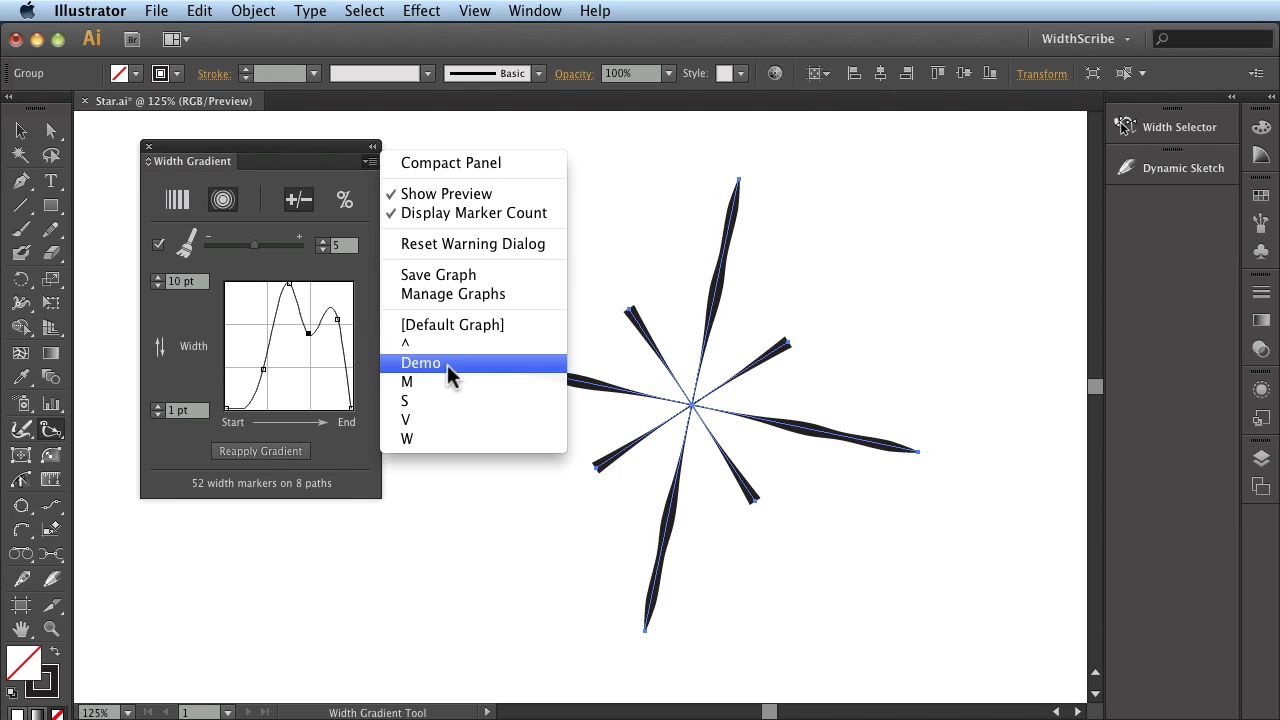 Illustrator File Edit Object Type Select Effect View Window Help
Ai Br WidthScribe
Group Stroke: Basic Opacity: 100% Style: Transform
Star.ai* @ 125% (RGB/Preview)
Width Gradient
+/- %
− +
5
10 pt
Width
1 pt
Start End
Reapply Gradient
52 width markers on 8 paths
Compact Panel
Show Preview
Display Marker Count
Reset Warning Dialog
Save Graph
Manage Graphs
[Default Graph]
^
Demo
M
S
V
W
Width Selector
Dynamic Sketch
125% 1 Width Gradient Tool